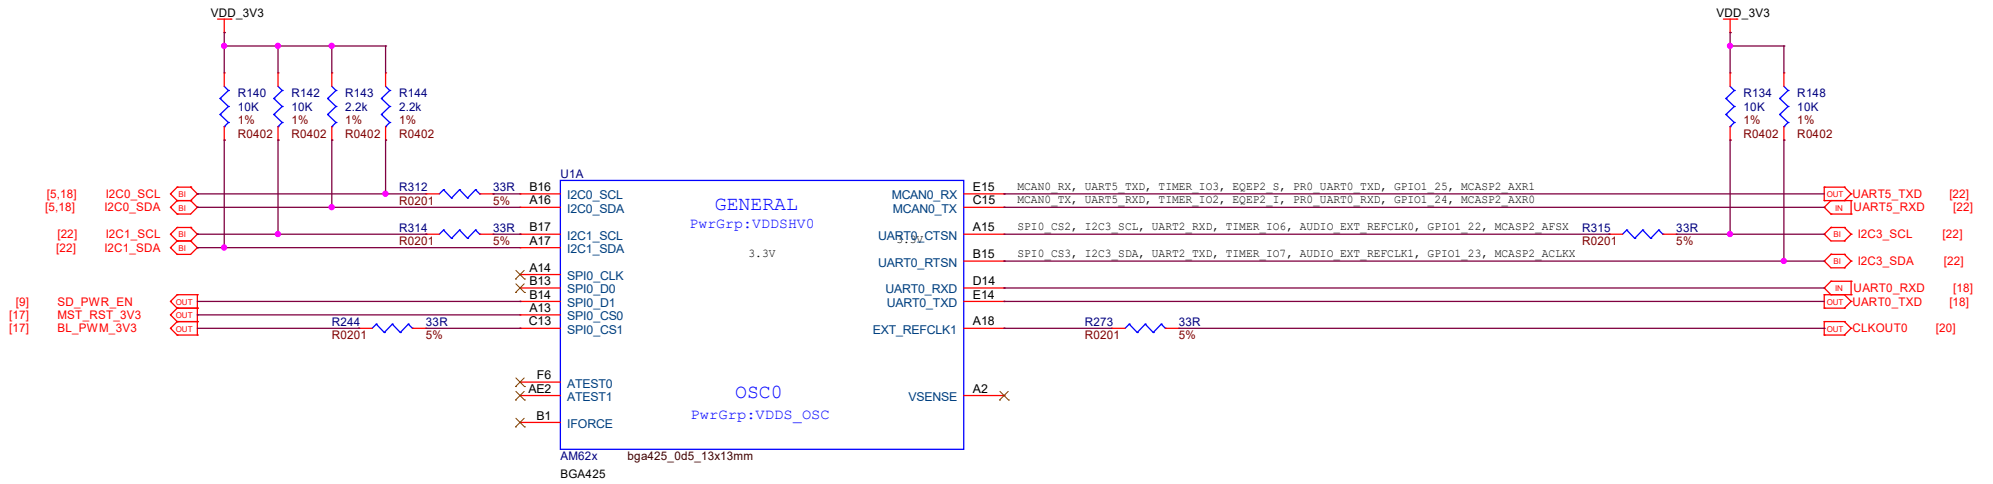 VDD_3V3
VDD_3V3
R140
10K
1%
R0402
R142
10K
1%
R0402
R143
2.2k
1%
R0402
R144
2.2k
1%
R0402
R134
10K
1%
R0402
R148
10K
1%
R0402
[5,18] I2C0_SCL BI R312 33R B16
[5,18] I2C0_SDA BI R0201 5% A16
[22] I2C1_SCL BI R314 33R B17
[22] I2C1_SDA BI R0201 5% A17
A14
B13
[9] SD_PWR_EN OUT B14
[17] MST_RST_3V3 OUT A13
[17] BL_PWM_3V3 OUT R244 33R C13
R0201 5%
F6
AE2
B1
U1A
I2C0_SCL
I2C0_SDA
I2C1_SCL
I2C1_SDA
SPI0_CLK
SPI0_D0
SPI0_D1
SPI0_CS0
SPI0_CS1
ATEST0
ATEST1
IFORCE
GENERAL
PwrGrp:VDDSHV0
3.3V
OSC0
PwrGrp:VDDS_OSC
MCAN0_RX
MCAN0_TX
UART0_CTSN
3.3V
UART0_RTSN
UART0_RXD
UART0_TXD
EXT_REFCLK1
VSENSE
AM62x bga425_0d5_13x13mm
BGA425
E15 MCAN0_RX, UART5_TXD, TIMER_IO3, EQEP2_S, PR0_UART0_TXD, GPIO1_25, MCASP2_AXR1 OUT UART5_TXD [22]
C15 MCAN0_TX, UART5_RXD, TIMER_IO2, EQEP2_I, PR0_UART0_RXD, GPIO1_24, MCASP2_AXR0 IN UART5_RXD [22]
A15 SPI0_CS2, I2C3_SCL, UART2_RXD, TIMER_IO6, AUDIO_EXT_REFCLK0, GPIO1_22, MCASP2_AFSX R315 33R BI I2C3_SCL [22]
R0201 5%
B15 SPI0_CS3, I2C3_SDA, UART2_TXD, TIMER_IO7, AUDIO_EXT_REFCLK1, GPIO1_23, MCASP2_ACLKX BI I2C3_SDA [22]
D14 IN UART0_RXD [18]
E14 OUT UART0_TXD [18]
A18 R273 33R OUT CLKOUT0 [20]
R0201 5%
A2